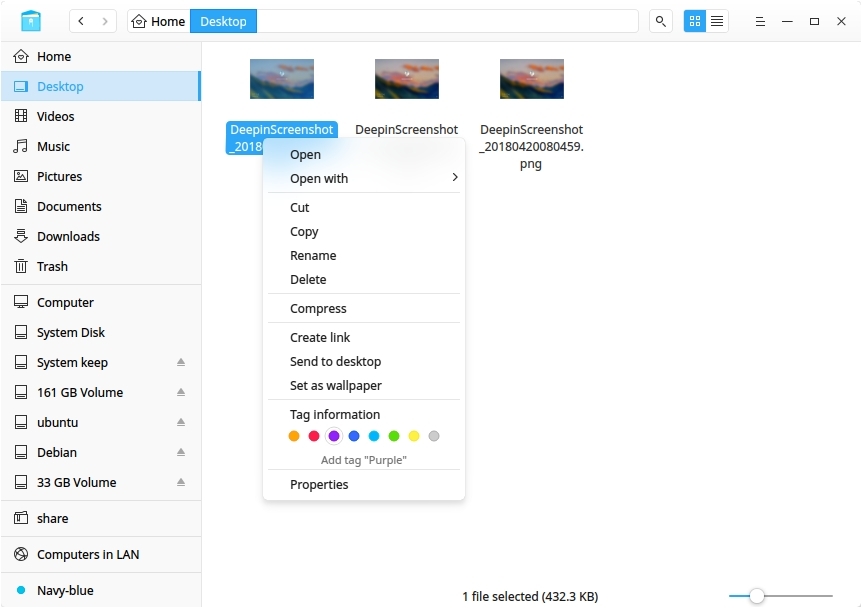 Home
Desktop
Home
Desktop
Videos
Music
Pictures
Documents
Downloads
Trash
Computer
System Disk
System keep
161 GB Volume
ubuntu
Debian
33 GB Volume
share
Computers in LAN
Navy-blue
DeepinScreenshot
_2018
DeepinScreenshot
DeepinScreenshot
_20180420080459.
png
Open
Open with
Cut
Copy
Rename
Delete
Compress
Create link
Send to desktop
Set as wallpaper
Tag information
Add tag "Purple"
Properties
1 file selected (432.3 KB)